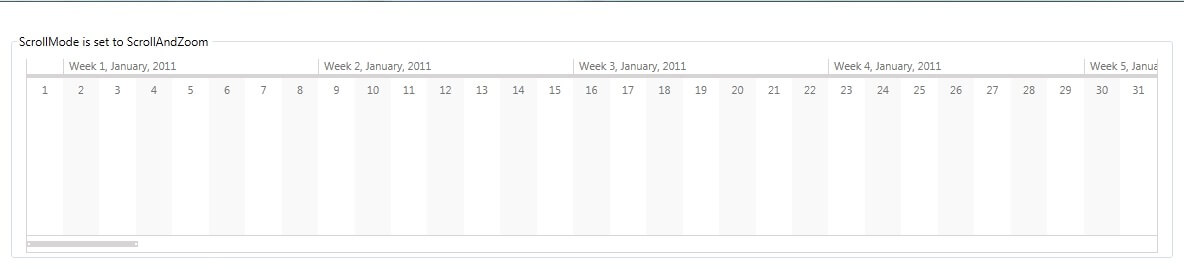 ScrollMode is set to ScrollAndZoom
Week 1, January, 2011 Week 2, January, 2011 Week 3, January, 2011 Week 4, January, 2011 Week 5, Janua
1 2 3 4 5 6 7 8 9 10 11 12 13 14 15 16 17 18 19 20 21 22 23 24 25 26 27 28 29 30 31